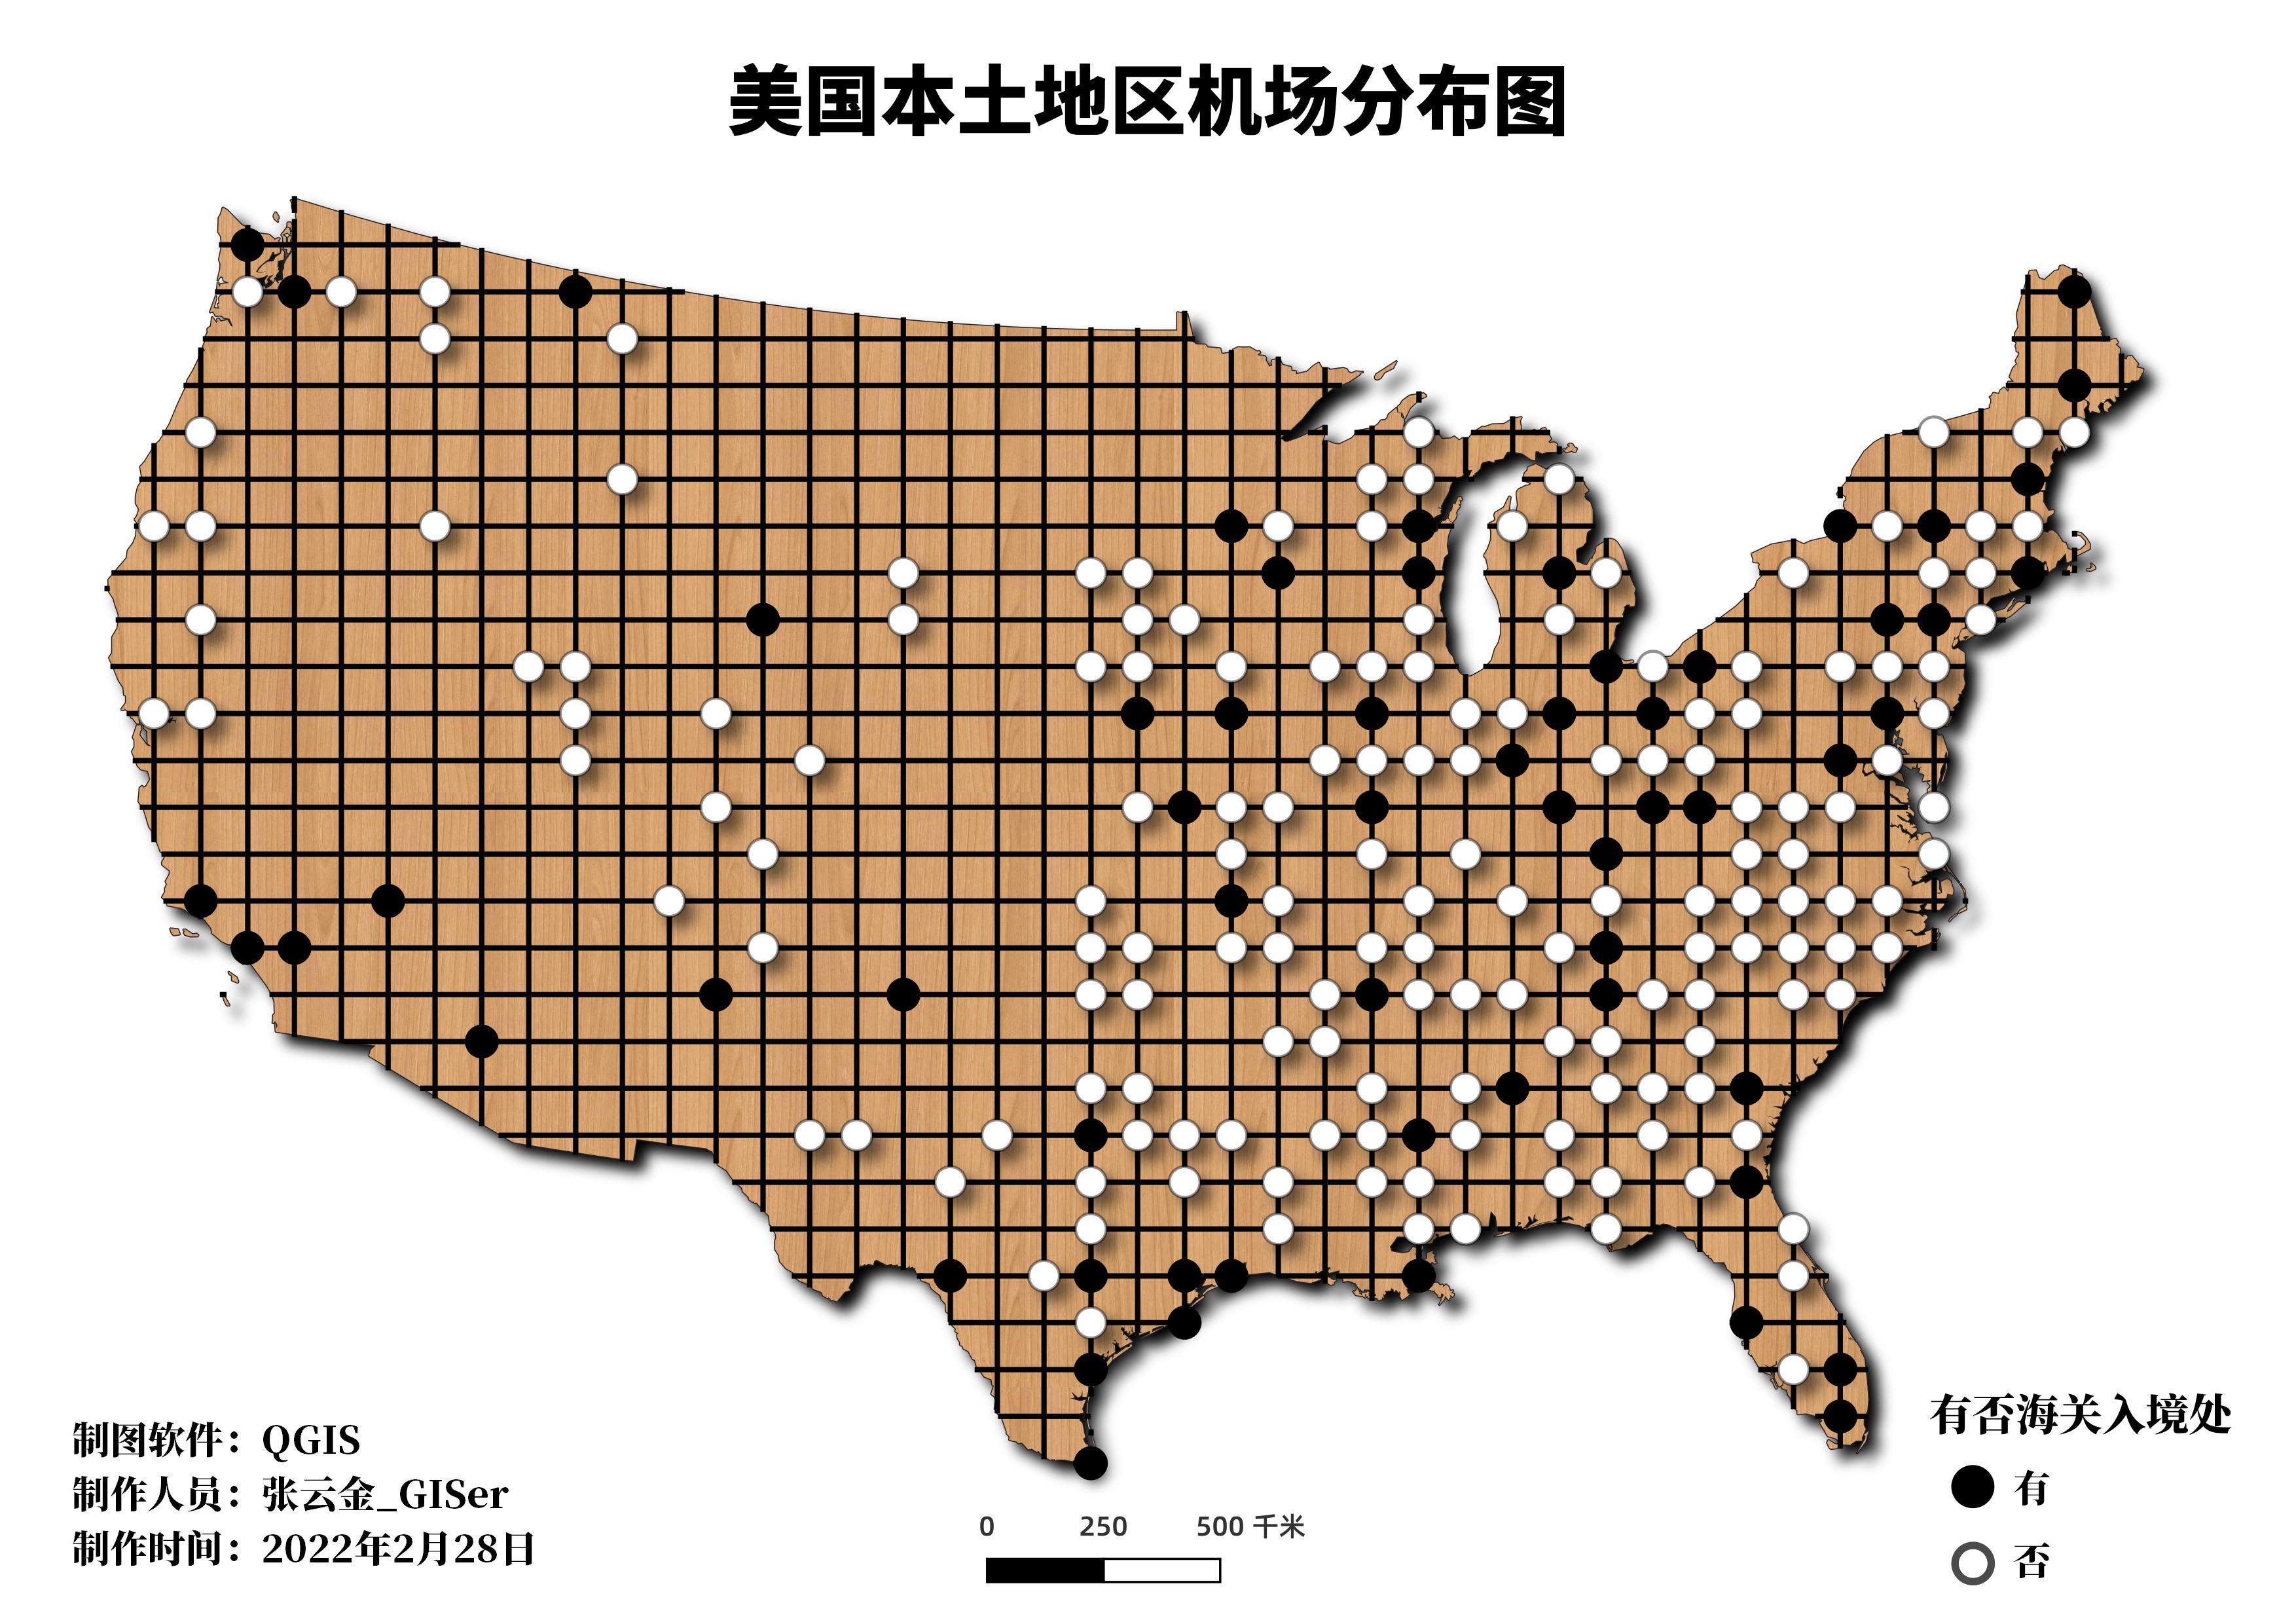 美国本土地区机场分布图
制图软件：QGIS
制作人员：张云金_GISer
制作时间：2022年2月28日
0 250 500 千米
有否海关入境处
有
否